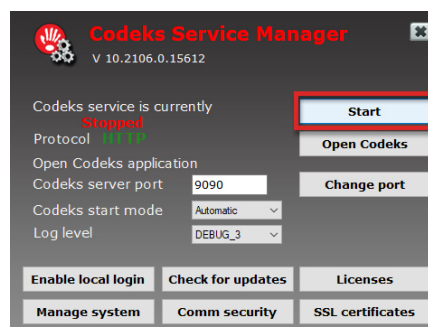 Codeks Service Manager
V 10.2106.0.15612
Codeks service is currently
Stopped
Start
Protocol HTTP
Open Codeks
Open Codeks application
Codeks server port 9090
Change port
Codeks start mode Automatic
Log level DEBUG_3
Enable local login Check for updates Licenses
Manage system Comm security SSL certificates